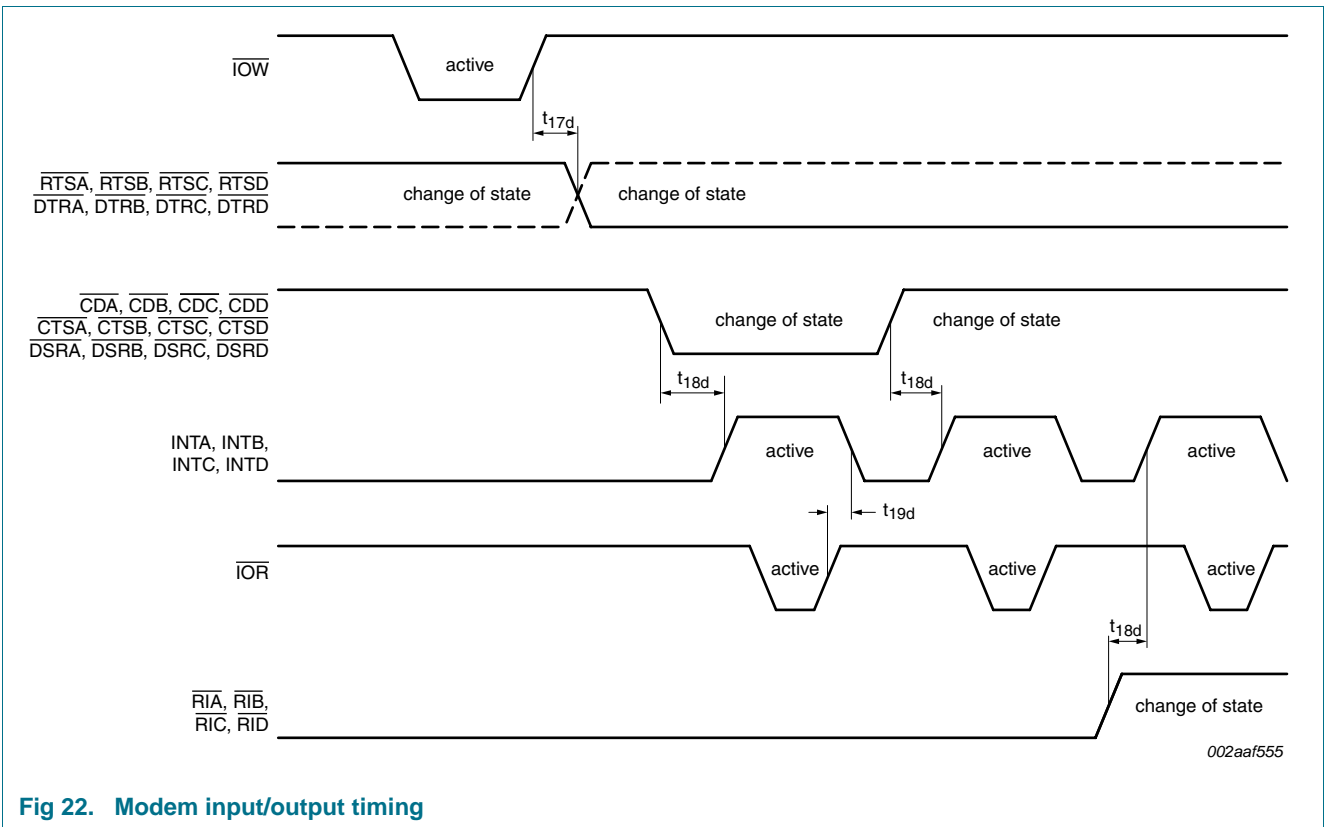 IOW
active
t17d
RTSA, RTSB, RTSC, RTSD
DTRA, DTRB, DTRC, DTRD
change of state
change of state
CDA, CDB, CDC, CDD
CTSA, CTSB, CTSC, CTSD
DSRA, DSRB, DSRC, DSRD
change of state
change of state
t18d
t18d
INTA, INTB,
INTC, INTD
active
active
active
t19d
IOR
active
active
active
t18d
RIA, RIB,
RIC, RID
change of state
002aaf555
Fig 22. Modem input/output timing